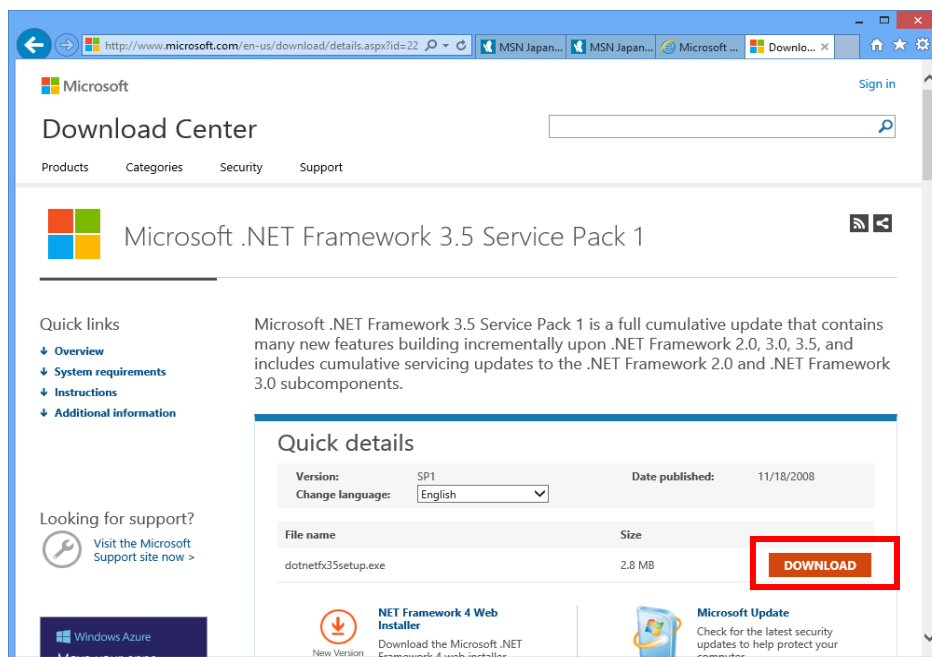 http://www.microsoft.com/en-us/download/details.aspx?id=22
MSN Japan...
MSN Japan...
Microsoft ...
Downlo...
Microsoft
Sign in
Download Center
Products Categories Security Support
Microsoft .NET Framework 3.5 Service Pack 1
Quick links
Overview
System requirements
Instructions
Additional information
Looking for support?
Visit the Microsoft
Support site now >
Windows Azure
Microsoft .NET Framework 3.5 Service Pack 1 is a full cumulative update that contains
many new features building incrementally upon .NET Framework 2.0, 3.0, 3.5, and
includes cumulative servicing updates to the .NET Framework 2.0 and .NET Framework
3.0 subcomponents.
Quick details
Version: SP1 Date published: 11/18/2008
Change language: English
File name Size
dotnetfx35setup.exe 2.8 MB DOWNLOAD
NET Framework 4 Web
Installer
Download the Microsoft .NET
Framework 4 web installer
New Version
Microsoft Update
Check for the latest security
updates to help protect your
computer